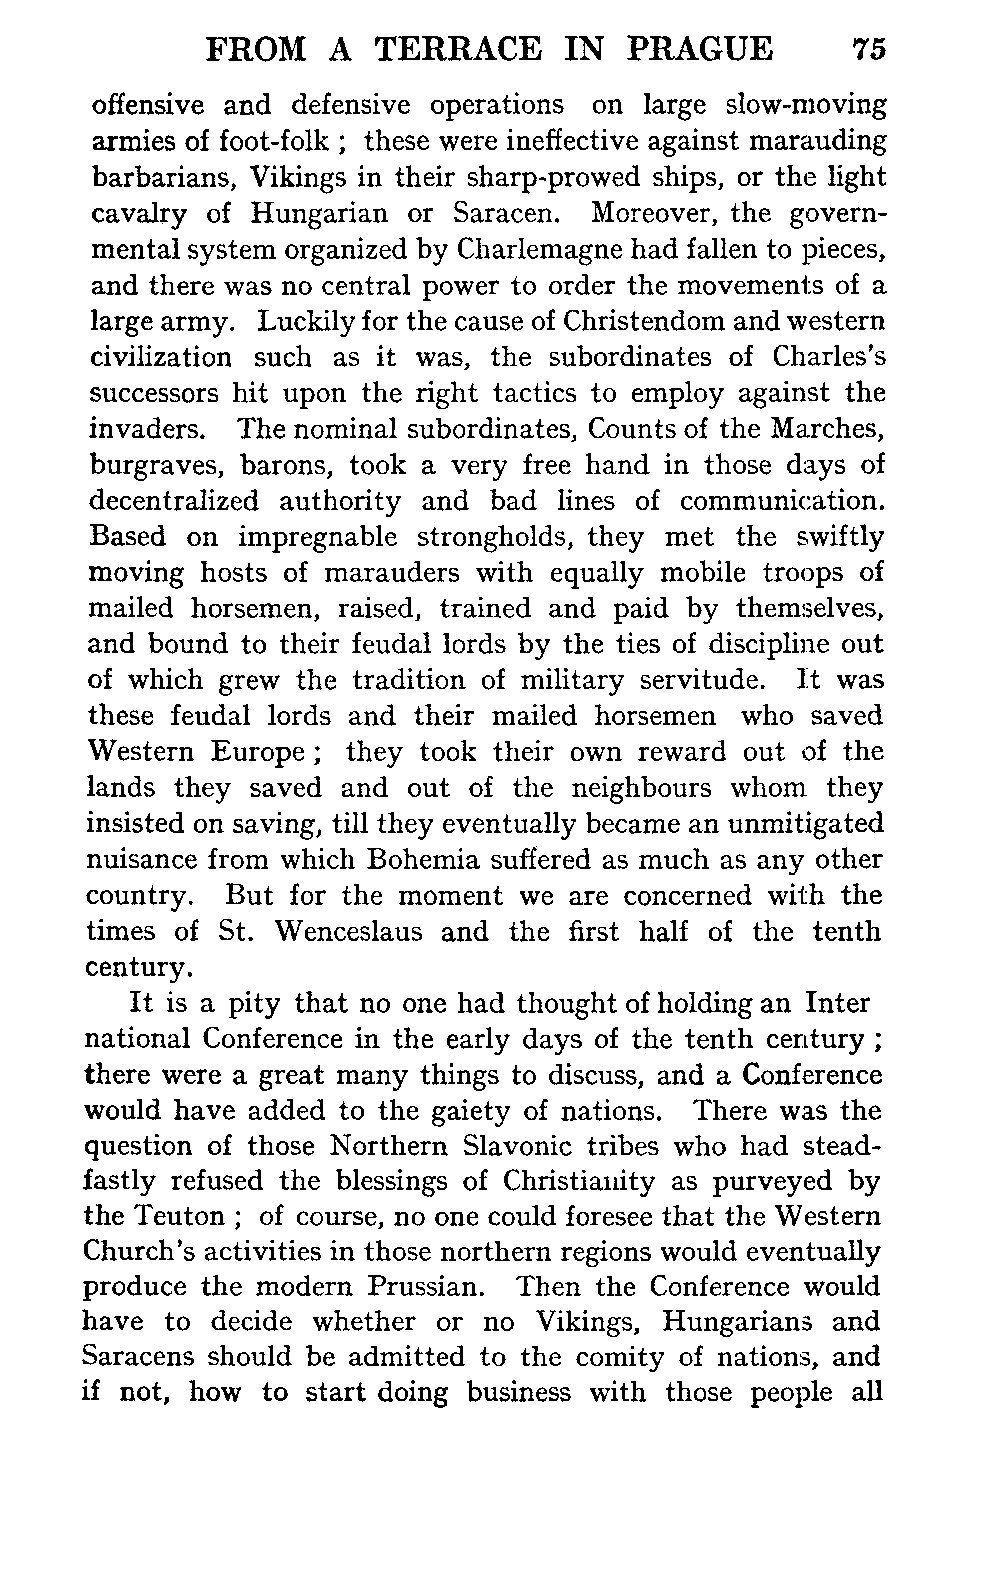 FROM A TERRACE IN PRAGUE 75
offensive and defensive operations on large slow-moving
armies of foot-folk ; these were ineffective against marauding
barbarians, Vikings in their sharp-prowed ships, or the light
cavalry of Hungarian or Saracen. Moreover, the govern-
mental system organized by Charlemagne had fallen to pieces,
and there was no central power to order the movements of a
large army. Luckily for the cause of Christendom and western
civilization such as it was, the subordinates of Charles's
successors hit upon the right tactics to employ against the
invaders. The nominal subordinates, Counts of the Marches,
burgraves, barons, took a very free hand in those days of
decentralized authority and bad lines of communication.
Based on impregnable strongholds, they met the swiftly
moving hosts of marauders with equally mobile troops of
mailed horsemen, raised, trained and paid by themselves,
and bound to their feudal lords by the ties of discipline out
of which grew the tradition of military servitude. It was
these feudal lords and their mailed horsemen who saved
Western Europe ; they took their own reward out of the
lands they saved and out of the neighbours whom they
insisted on saving, till they eventually became an unmitigated
nuisance from which Bohemia suffered as much as any other
country. But for the moment we are concerned with the
times of St. Wenceslaus and the first half of the tenth
century.
It is a pity that no one had thought of holding an Inter
national Conference in the early days of the tenth century ;
there were a great many things to discuss, and a Conference
would have added to the gaiety of nations. There was the
question of those Northern Slavonic tribes who had stead-
fastly refused the blessings of Christianity as purveyed by
the Teuton ; of course, no one could foresee that the Western
Church's activities in those northern regions would eventually
produce the modern Prussian. Then the Conference would
have to decide whether or no Vikings, Hungarians and
Saracens should be admitted to the comity of nations, and
if not, how to start doing business with those people all